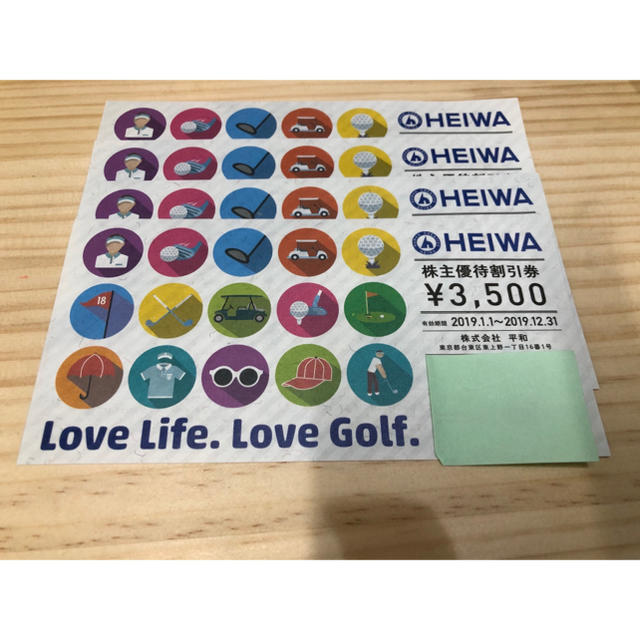 HEIWA
HEIWA
HEIWA
HEIWA
株主優待割引券
¥3,500
有効期間 2019.1.1～2019.12.31
株式会社 平和
東京都台東区東上野一丁目16番1号
18
Love Life. Love Golf.